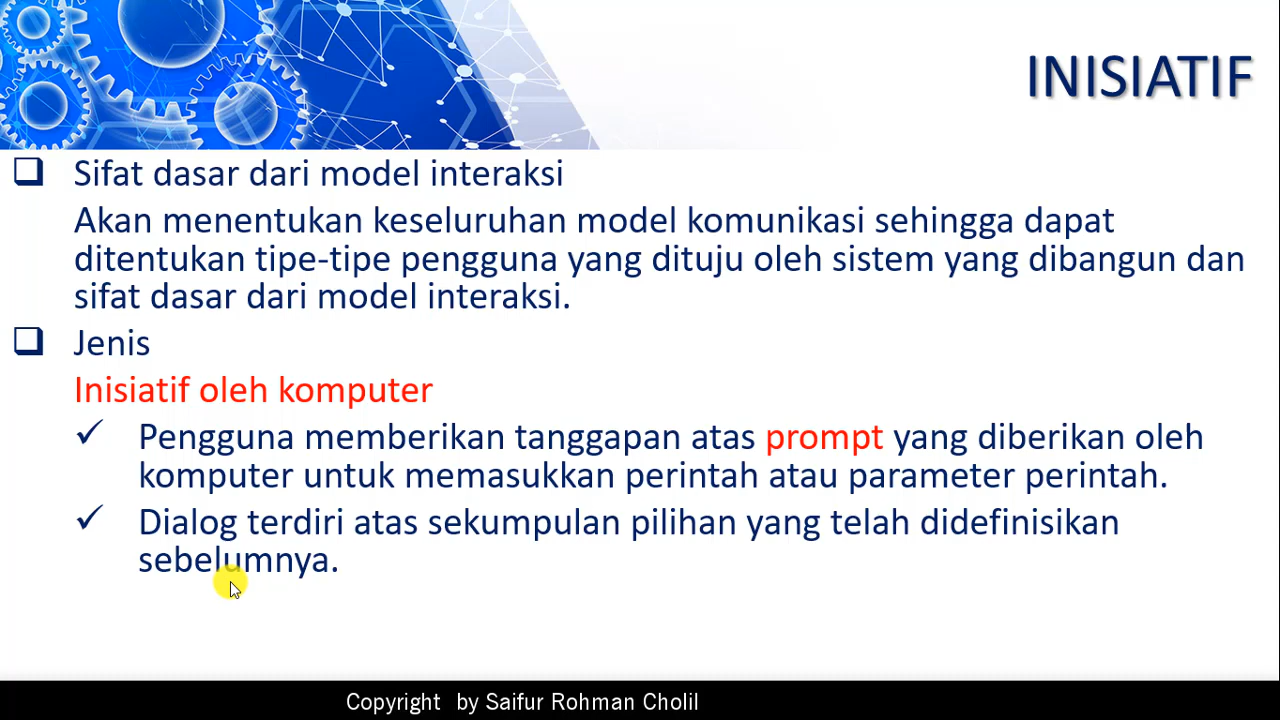 INISIATIF
Sifat dasar dari model interaksi
Akan menentukan keseluruhan model komunikasi sehingga dapat
ditentukan tipe-tipe pengguna yang dituju oleh sistem yang dibangun dan
sifat dasar dari model interaksi.
Jenis
Inisiatif oleh komputer
Pengguna memberikan tanggapan atas prompt yang diberikan oleh
komputer untuk memasukkan perintah atau parameter perintah.
Dialog terdiri atas sekumpulan pilihan yang telah didefinisikan
sebelumnya.
Copyright by Saifur Rohman Cholil